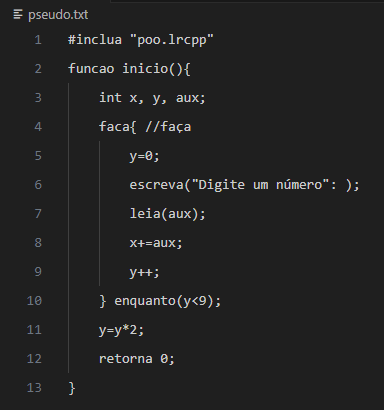 pseudo.txt
1 #inclua "poo.lrcpp"
2 funcao inicio(){
3 int x, y, aux;
4 faca{ //faça
5 y=0;
6 escreva("Digite um número": );
7 leia(aux);
8 x+=aux;
9 y++;
10 } enquanto(y<9);
11 y=y*2;
12 retorna 0;
13 }